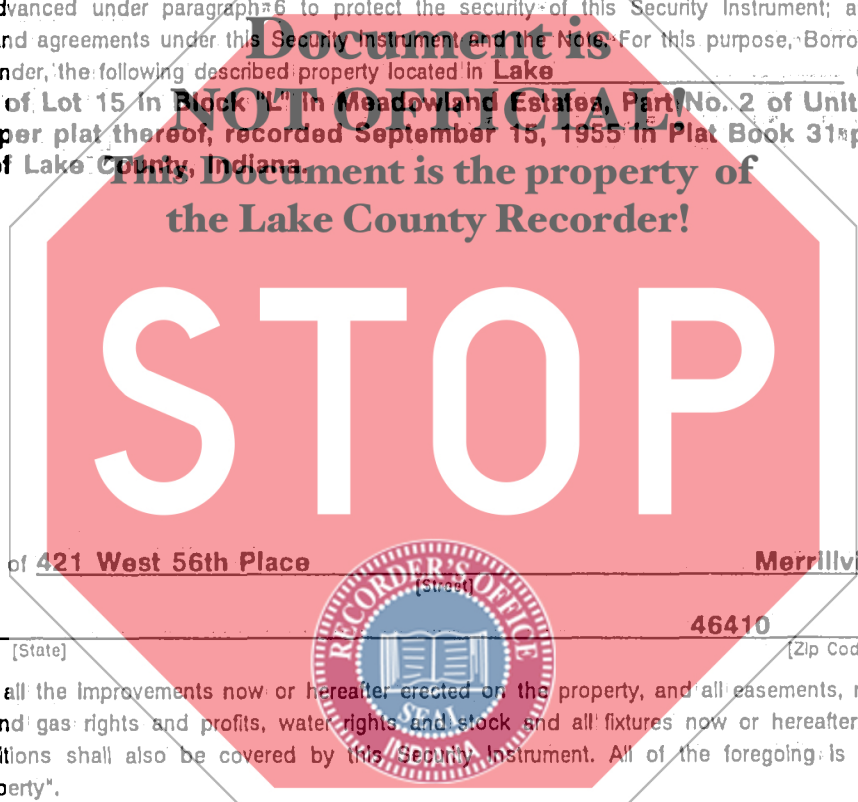 dvanced under paragraph 6 to protect the security of this Security Instrument; a
nd agreements under this Security Instrument and the Note. For this purpose, Borro
nder, the following described property located in Lake
of Lot 15 in Block "L" in Meadowland Estates, Part No. 2 of Unit
per plat thereof, recorded September 15, 1955 in Plat Book 31 p
f Lake County, Indiana.
Document is
NOT OFFICIAL!
This Document is the property of
the Lake County Recorder!
STOP
of 421 West 56th Place Merrillvi
[Street]
46410
[State] [Zip Cod
RECORDER'S OFFICE
SEAL
all the improvements now or hereafter erected on the property, and all easements, r
nd gas rights and profits, water rights and stock and all fixtures now or hereafter
itions shall also be covered by this Security Instrument. All of the foregoing is
perty".